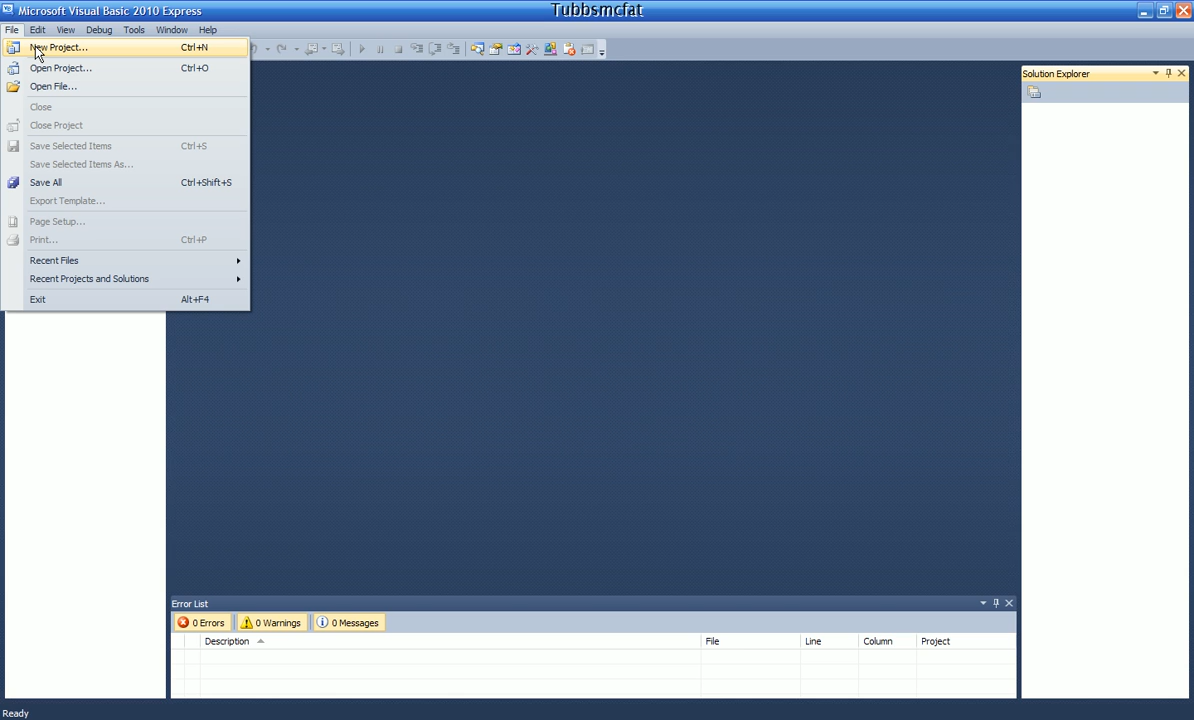 Microsoft Visual Basic 2010 Express
Tubbsmcfat
File Edit View Debug Tools Window Help
New Project... Ctrl+N
Open Project... Ctrl+O
Open File...
Close
Close Project
Save Selected Items Ctrl+S
Save Selected Items As...
Save All Ctrl+Shift+S
Export Template...
Page Setup...
Print... Ctrl+P
Recent Files
Recent Projects and Solutions
Exit Alt+F4
Solution Explorer
Error List
0 Errors 0 Warnings 0 Messages
Description File Line Column Project
Ready